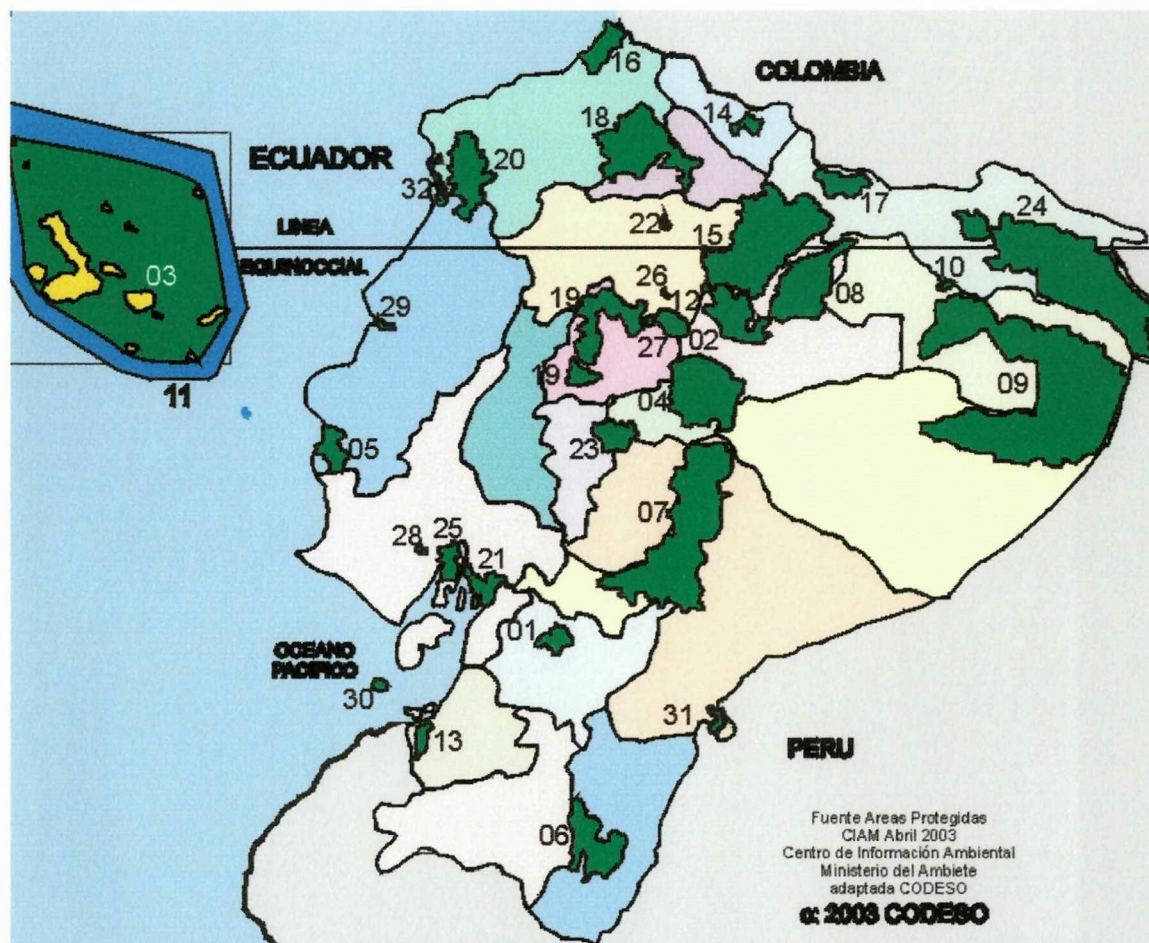 16
COLOMBIA
14
18
ECUADOR
20
2
32
17
24
LINEA
22
15
EQUINOCCIAL
03
26
10
19
12
08
29
27
02
11
19
09
04
05
23
07
25
28
21
01
OCEANO
PACIFICO
30
31
13
PERU
06
Fuente Areas Protegidas
CIAM Abril 2003
Centro de Información Ambiental
Ministerio del Ambiete
adaptada CODESO
α: 2003 CODESO